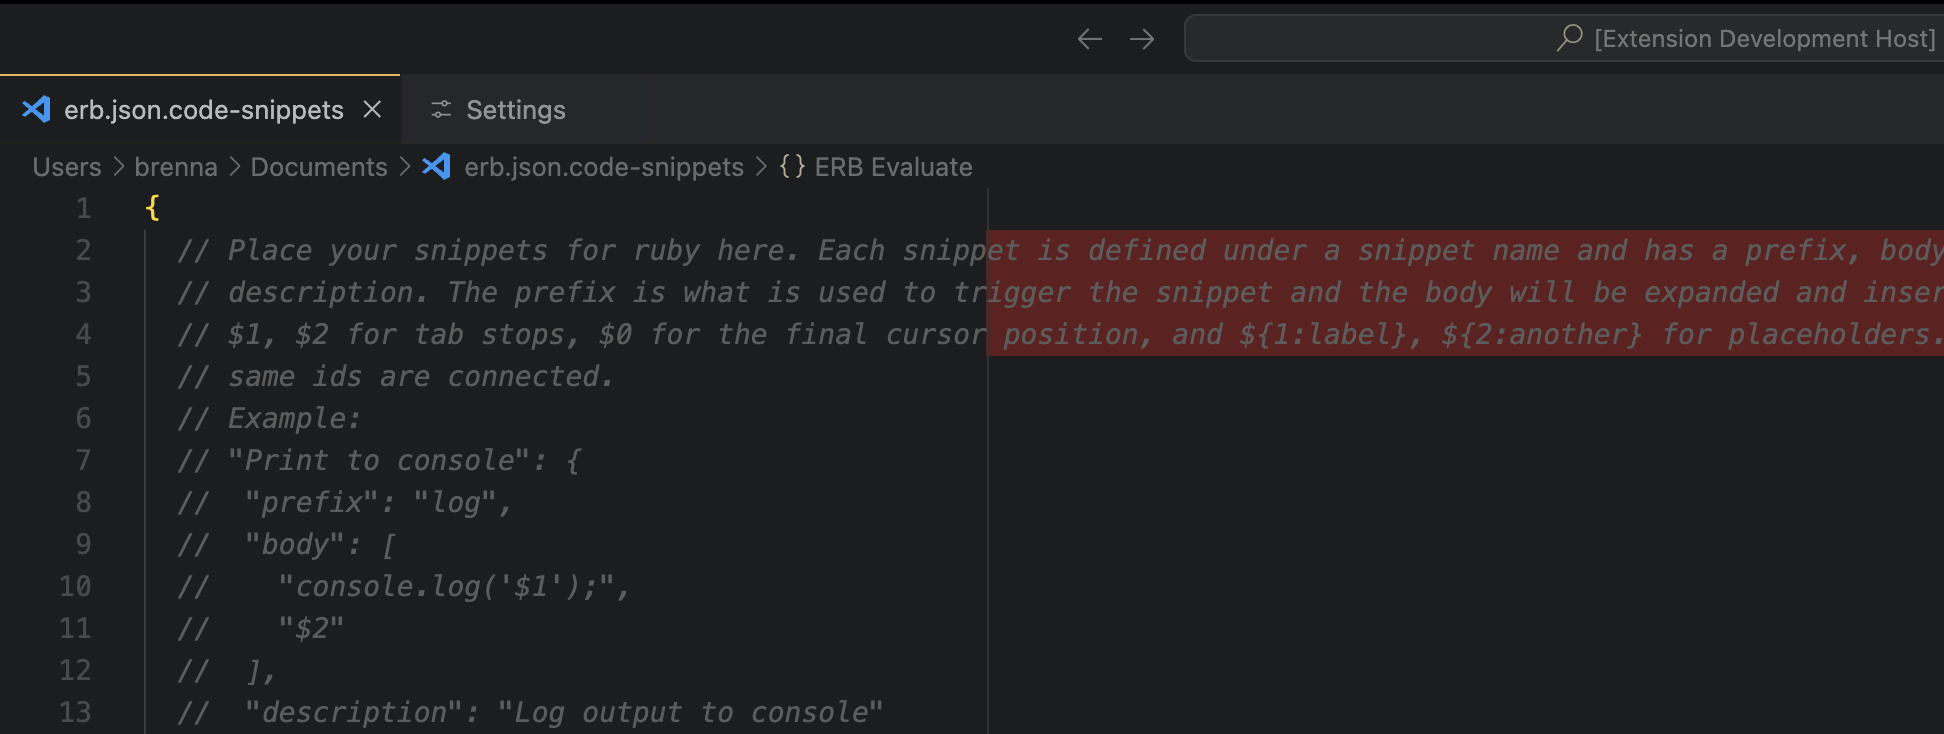 [Extension Development Host]
erb.json.code-snippets
Settings
Users > brenna > Documents > erb.json.code-snippets > {} ERB Evaluate
1 {
2 // Place your snippets for ruby here. Each snippet is defined under a snippet name and has a prefix, body
3 // description. The prefix is what is used to trigger the snippet and the body will be expanded and inser
4 // $1, $2 for tab stops, $0 for the final cursor position, and ${1:label}, ${2:another} for placeholders.
5 // same ids are connected.
6 // Example:
7 // "Print to console": {
8 //  "prefix": "log",
9 //  "body": [
10 //    "console.log('$1');",
11 //    "$2"
12 //  ],
13 //  "description": "Log output to console"